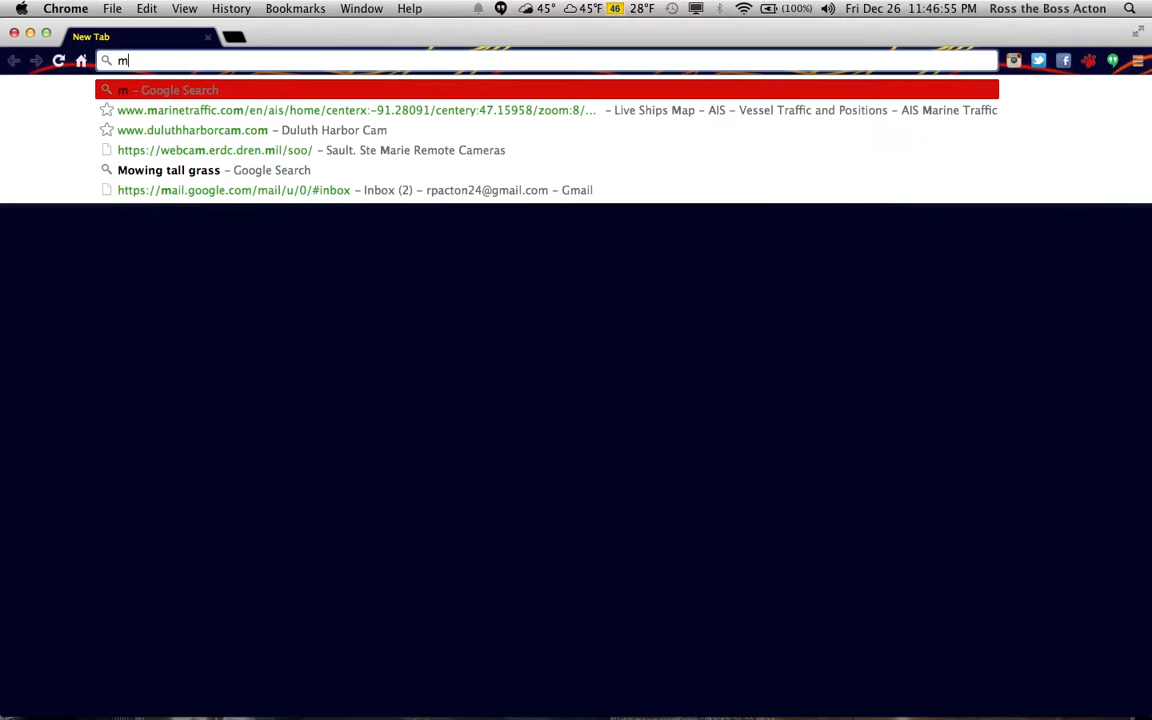 Chrome File Edit View History Bookmarks Window Help 45° 45°F 46 28°F (100%) Fri Dec 26 11:46:55 PM Ross the Boss Acton
New Tab
m
m – Google Search
www.marinetraffic.com/en/ais/home/centerx:-91.28091/centery:47.15958/zoom:8/... – Live Ships Map – AIS – Vessel Traffic and Positions – AIS Marine Traffic
www.duluthharborcam.com – Duluth Harbor Cam
https://webcam.erdc.dren.mil/soo/ – Sault. Ste Marie Remote Cameras
Mowing tall grass – Google Search
https://mail.google.com/mail/u/0/#inbox – Inbox (2) – rpacton24@gmail.com – Gmail